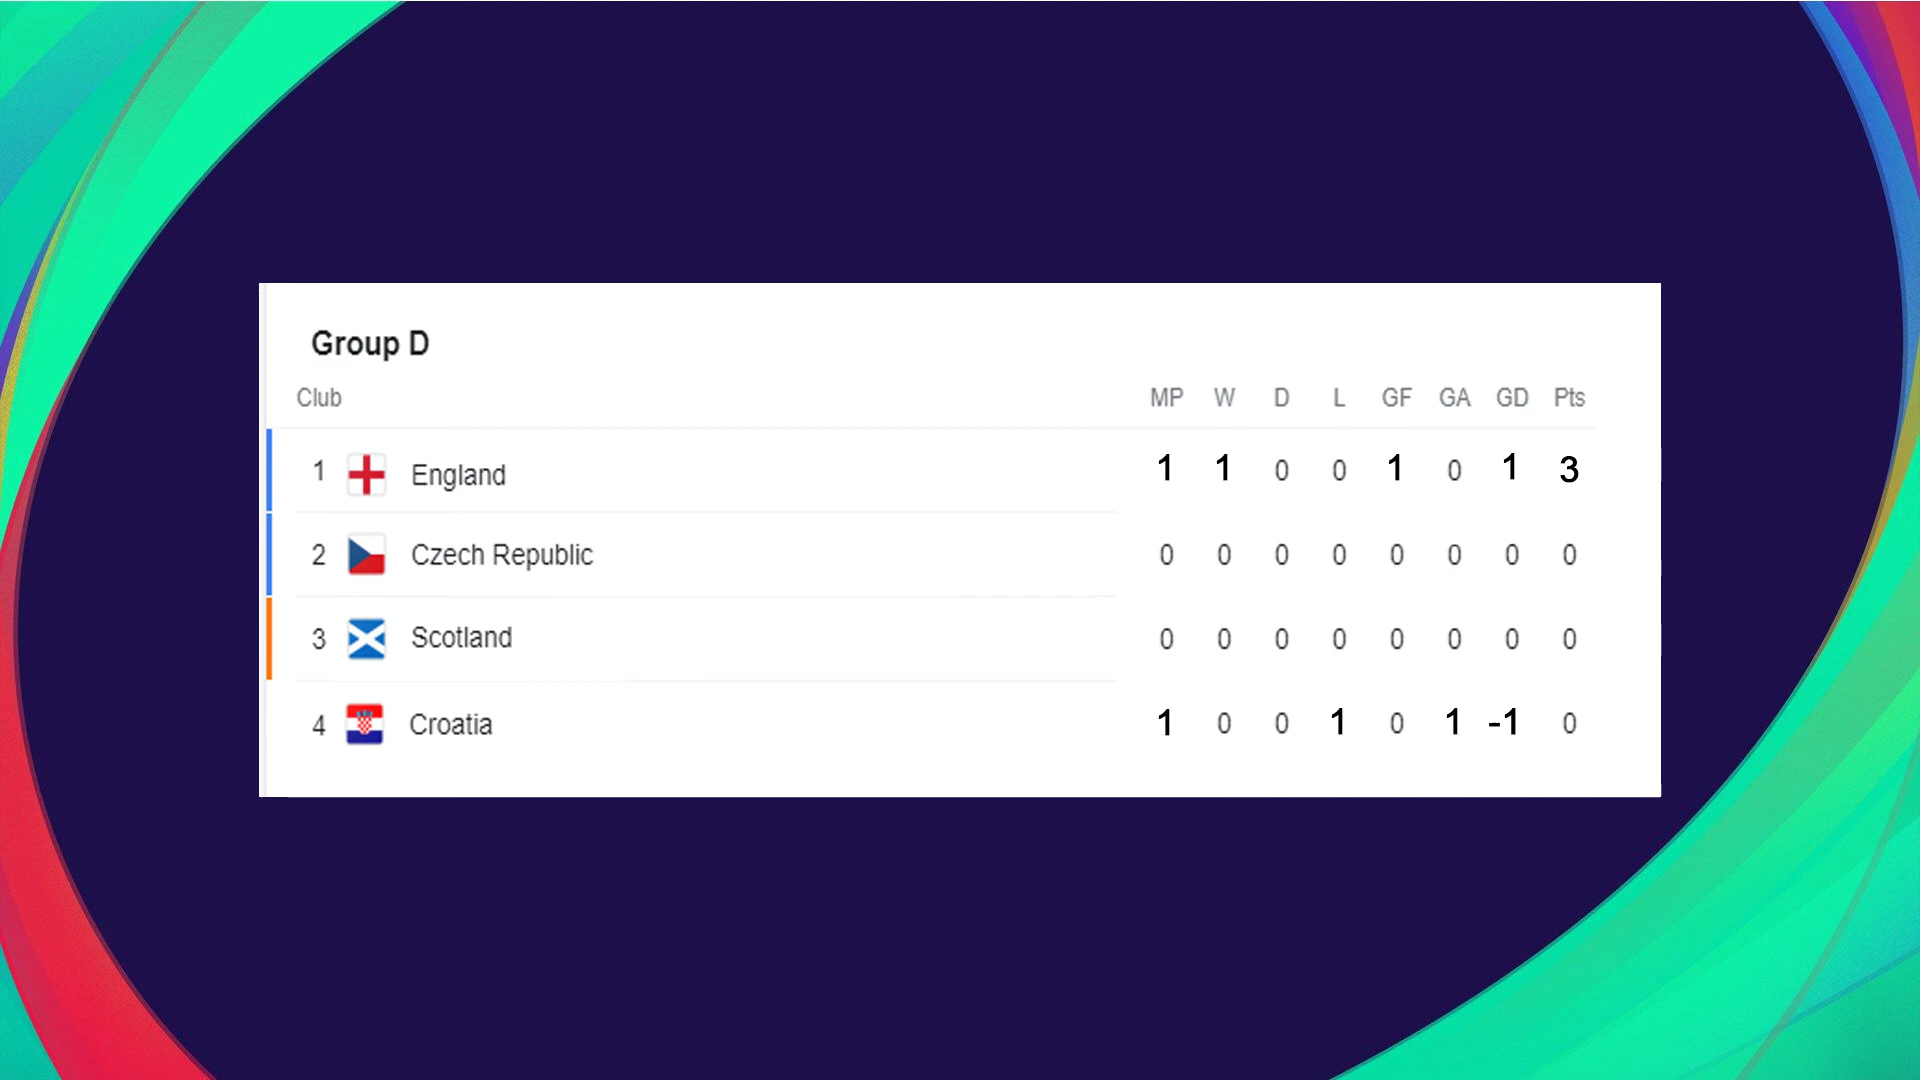 Group D
Club MP W D L GF GA GD Pts
1 England 1 1 0 0 1 0 1 3
2 Czech Republic 0 0 0 0 0 0 0 0
3 Scotland 0 0 0 0 0 0 0 0
4 Croatia 1 0 0 1 0 1 -1 0